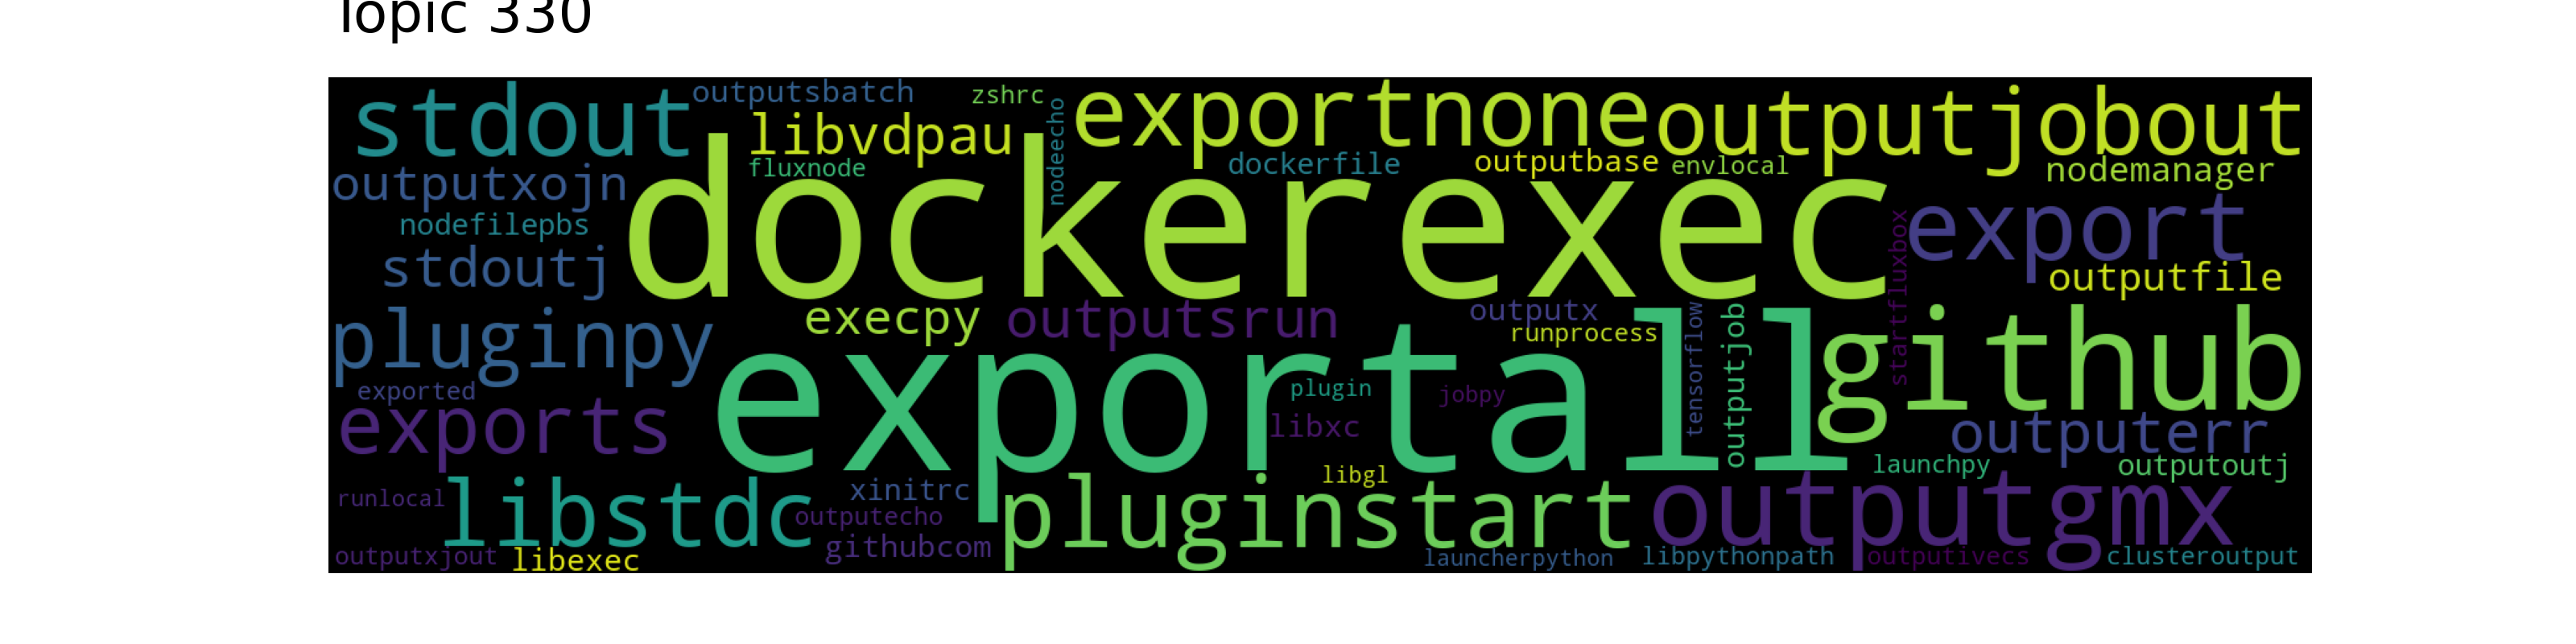 Topic 330
stdout outputsbatch zshrc exportnone outputjobout
libvdpau nodeecho
fluxnode dockerfile outputbase envlocal nodemanager
outputxojn dockerexec export
nodefilepbs startfluxbox
stdoutj outputfile
pluginpy execpy outputsrun outputx runprocess tensorflow outputjob github
exported exportall plugin jobpy
exports libxc outputerr
launchpy outputoutj
runlocal libstdc xinitrc libgl pluginstart outputgmx
outputecho
githubcom
outputxjout libexec launcherpython libpythonpath outputivecs clusteroutput